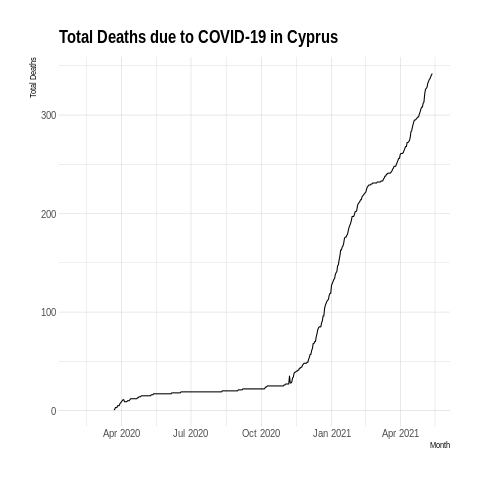 Total Deaths due to COVID-19 in Cyprus
Total Deaths
300
200
100
0
Apr 2020 Jul 2020 Oct 2020 Jan 2021 Apr 2021
Month